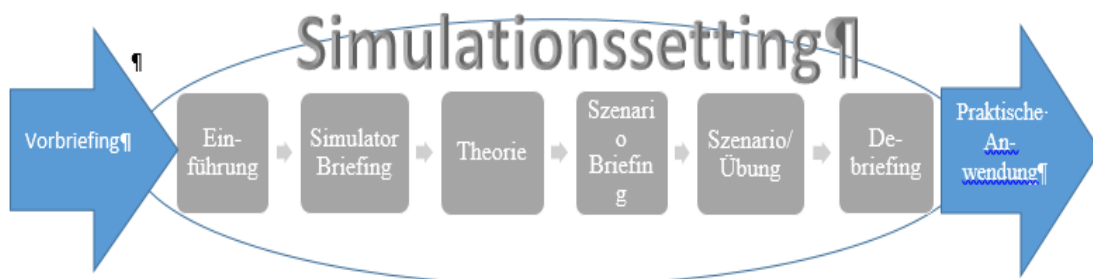 Simulationssetting¶
¶
Vorbriefing¶
Ein-
führung
Simulator
Briefing
Theorie
Szenari
o
Briefin
g
Szenario/
Übung
De-
briefing
Praktische-
An-
wendung¶